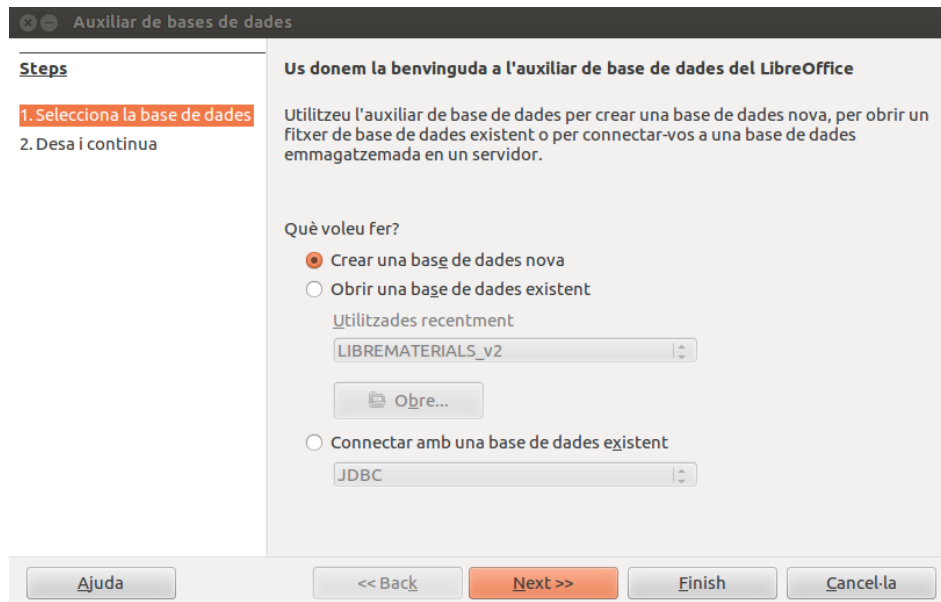 Auxiliar de bases de dades
Steps
1. Selecciona la base de dades
2. Desa i continua
Us donem la benvinguda a l'auxiliar de base de dades del LibreOffice
Utilitzeu l'auxiliar de base de dades per crear una base de dades nova, per obrir un
fitxer de base de dades existent o per connectar-vos a una base de dades
emmagatzemada en un servidor.
Què voleu fer?
Crear una base de dades nova
Obrir una base de dades existent
Utilitzades recentment
LIBREMATERIALS_v2
Obre...
Connectar amb una base de dades existent
JDBC
Ajuda
<< Back
Next >>
Finish
Cancel·la